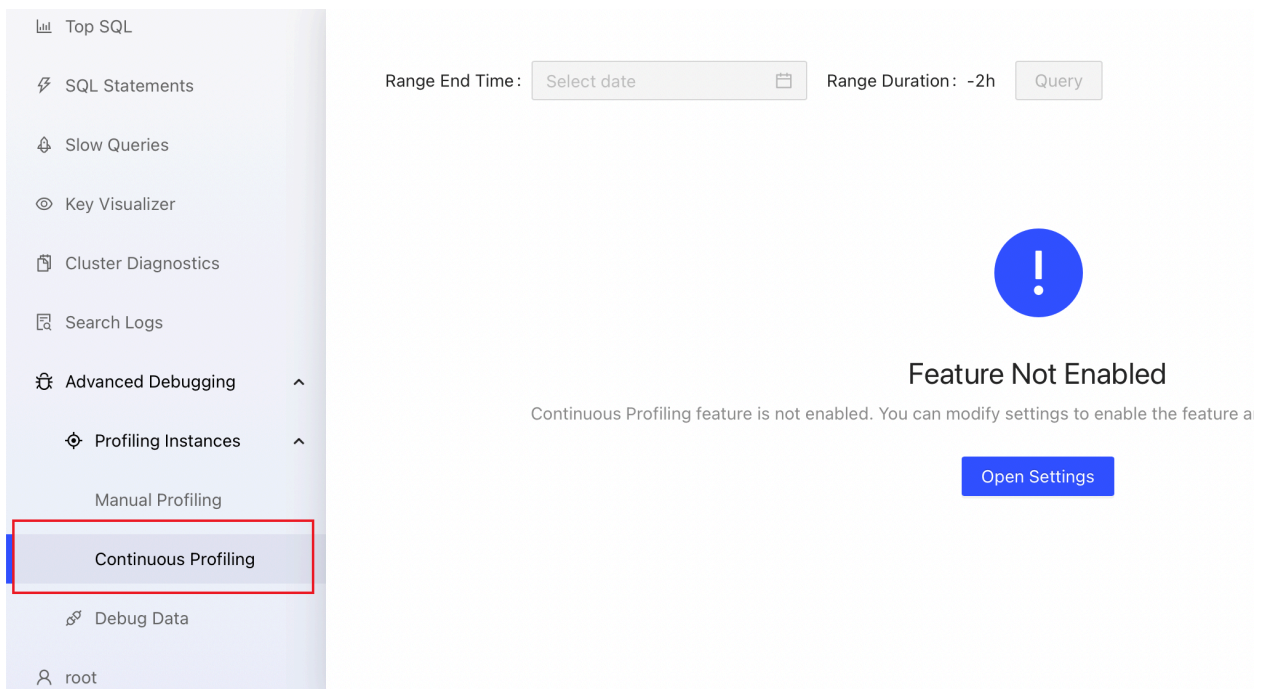 Top SQL
SQL Statements
Slow Queries
Key Visualizer
Cluster Diagnostics
Search Logs
Advanced Debugging
Profiling Instances
Manual Profiling
Continuous Profiling
Debug Data
root
Range End Time : Select date Range Duration : -2h Query
Feature Not Enabled
Continuous Profiling feature is not enabled. You can modify settings to enable the feature
Open Settings